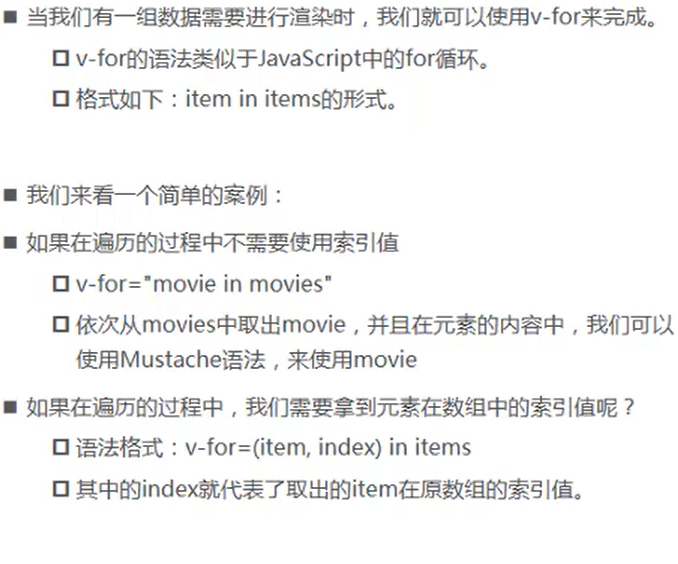 当我们有一组数据需要进行渲染时，我们就可以使用v-for来完成。
v-for的语法类似于JavaScript中的for循环。
格式如下：item in items的形式。
我们来看一个简单的案例：
如果在遍历的过程中不需要使用索引值
v-for="movie in movies"
依次从movies中取出movie，并且在元素的内容中，我们可以
使用Mustache语法，来使用movie
如果在遍历的过程中，我们需要拿到元素在数组中的索引值呢？
语法格式：v-for=(item, index) in items
其中的index就代表了取出的item在原数组的索引值。